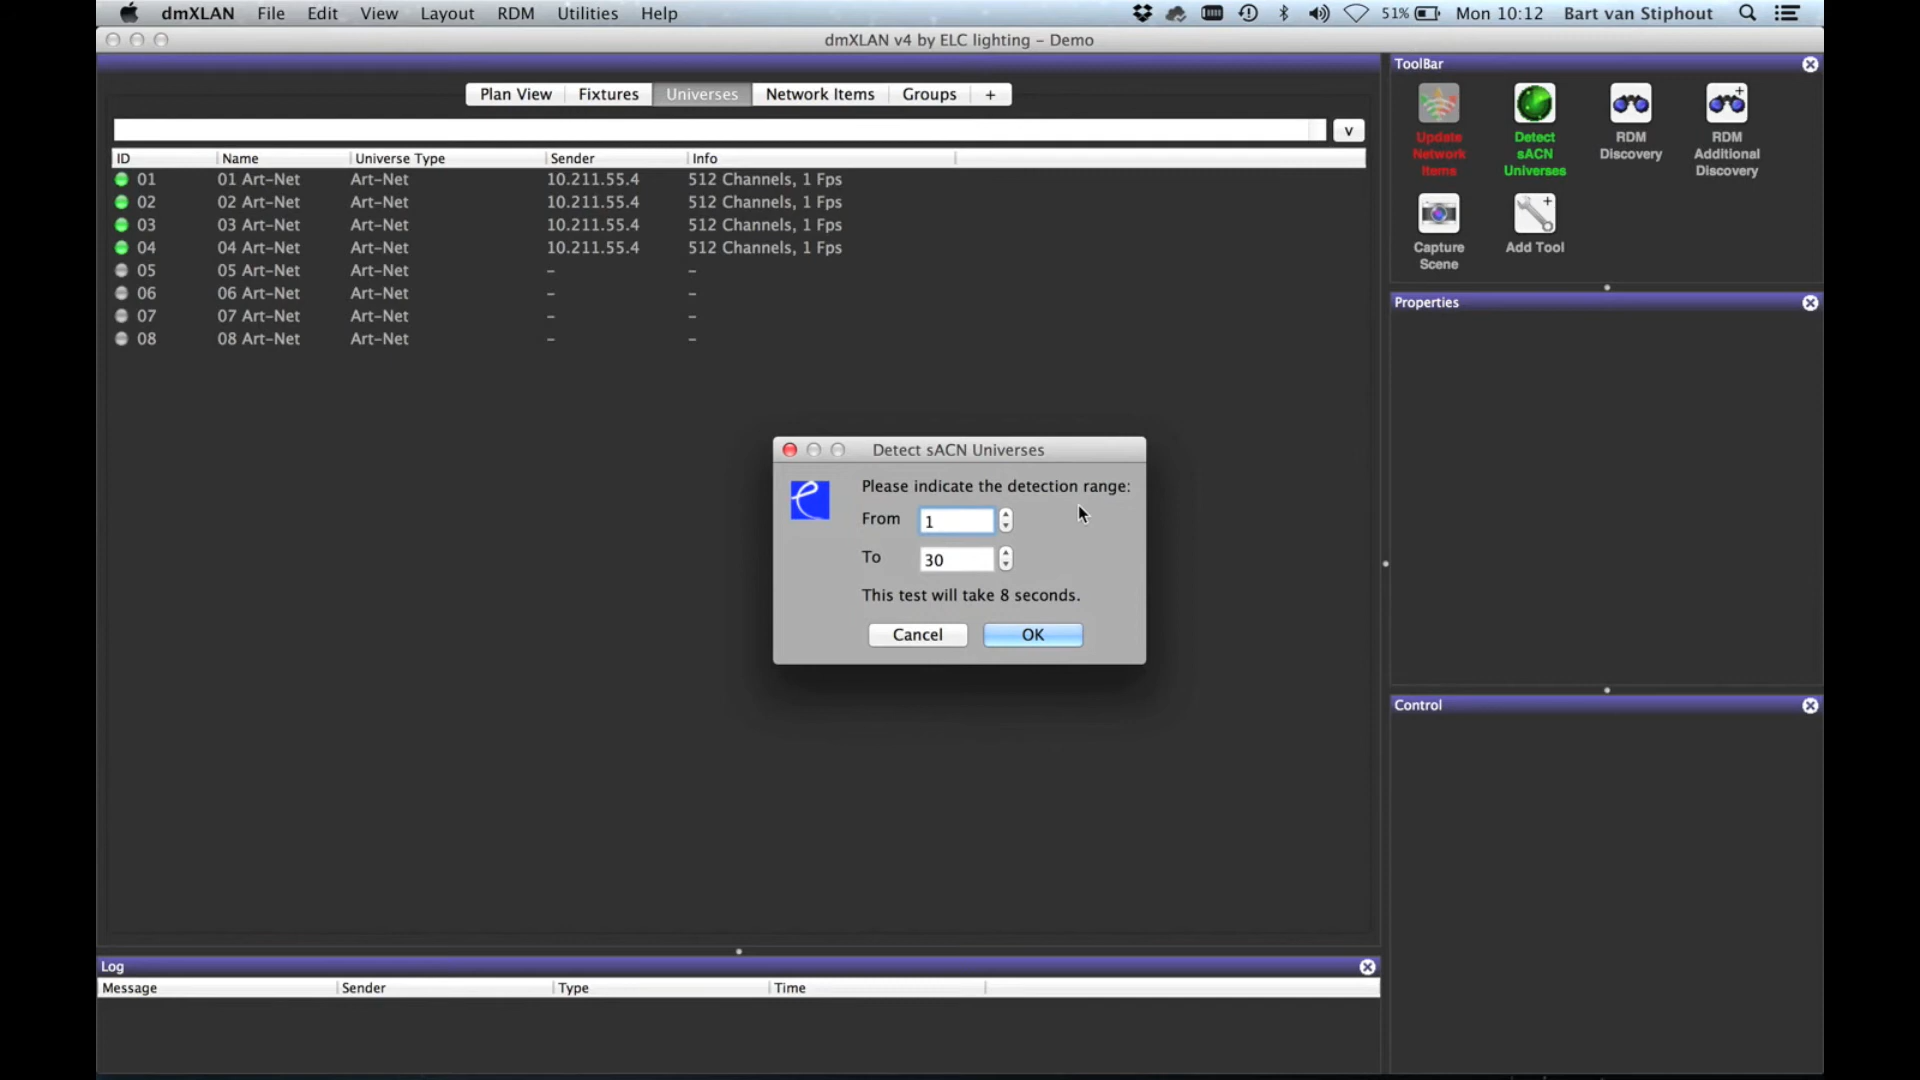 dmXLAN File Edit View Layout RDM Utilities Help 51% Mon 10:12 Bart van Stiphout
dmXLAN v4 by ELC lighting – Demo
Plan View Fixtures Universes Network Items Groups +
v
ID Name Universe Type Sender Info
01 01 Art-Net Art-Net 10.211.55.4 512 Channels, 1 Fps
02 02 Art-Net Art-Net 10.211.55.4 512 Channels, 1 Fps
03 03 Art-Net Art-Net 10.211.55.4 512 Channels, 1 Fps
04 04 Art-Net Art-Net 10.211.55.4 512 Channels, 1 Fps
05 05 Art-Net Art-Net – –
06 06 Art-Net Art-Net – –
07 07 Art-Net Art-Net – –
08 08 Art-Net Art-Net – –
Detect sACN Universes
Please indicate the detection range:
From 1
To 30
This test will take 8 seconds.
Cancel OK
ToolBar
Update Network Items
Detect sACN Universes
RDM Discovery
RDM Additional Discovery
Capture Scene
Add Tool
Properties
Control
Log
Message Sender Type Time